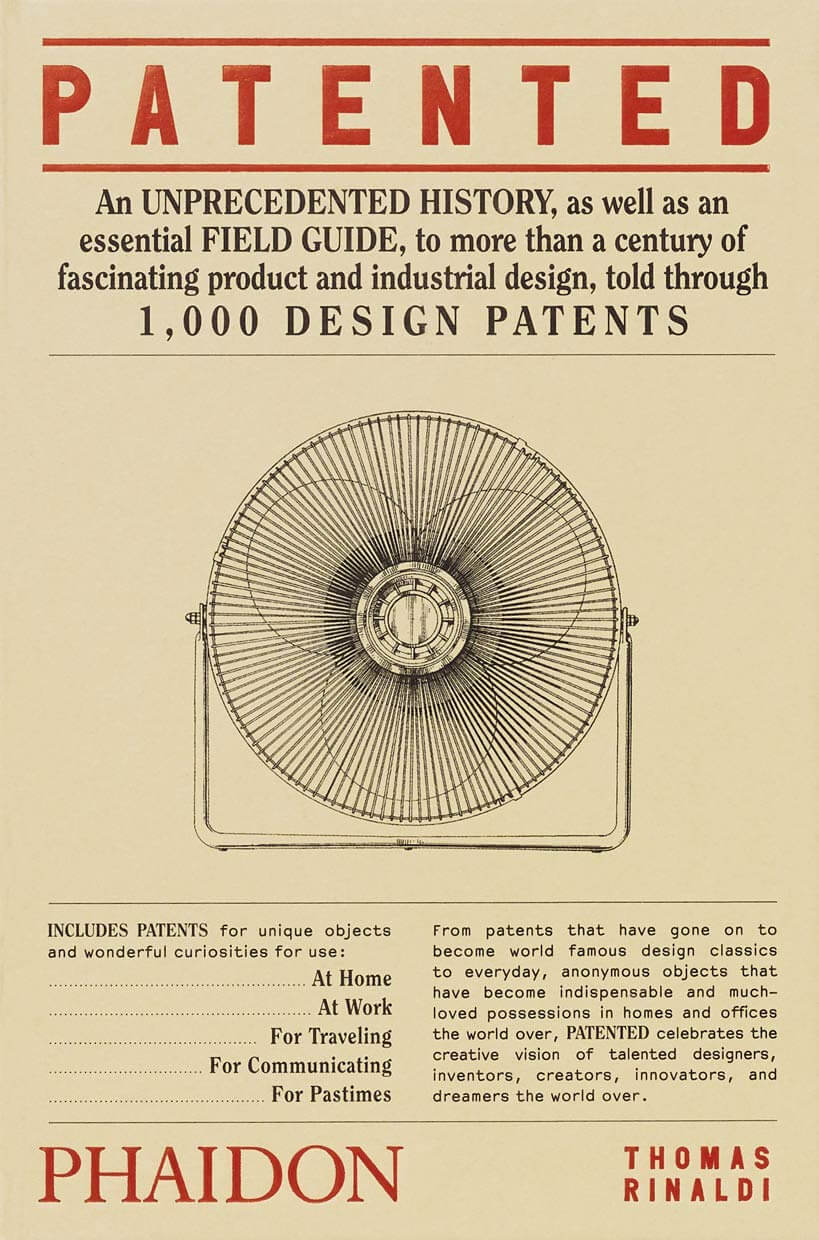 PATENTED
An UNPRECEDENTED HISTORY, as well as an
essential FIELD GUIDE, to more than a century of
fascinating product and industrial design, told through
1,000 DESIGN PATENTS
INCLUDES PATENTS for unique objects
and wonderful curiosities for use:
At Home
At Work
For Traveling
For Communicating
For Pastimes
From patents that have gone on to
become world famous design classics
to everyday, anonymous objects that
have become indispensable and much-
loved possessions in homes and offices
the world over, PATENTED celebrates the
creative vision of talented designers,
inventors, creators, innovators, and
dreamers the world over.
PHAIDON
THOMAS
RINALDI